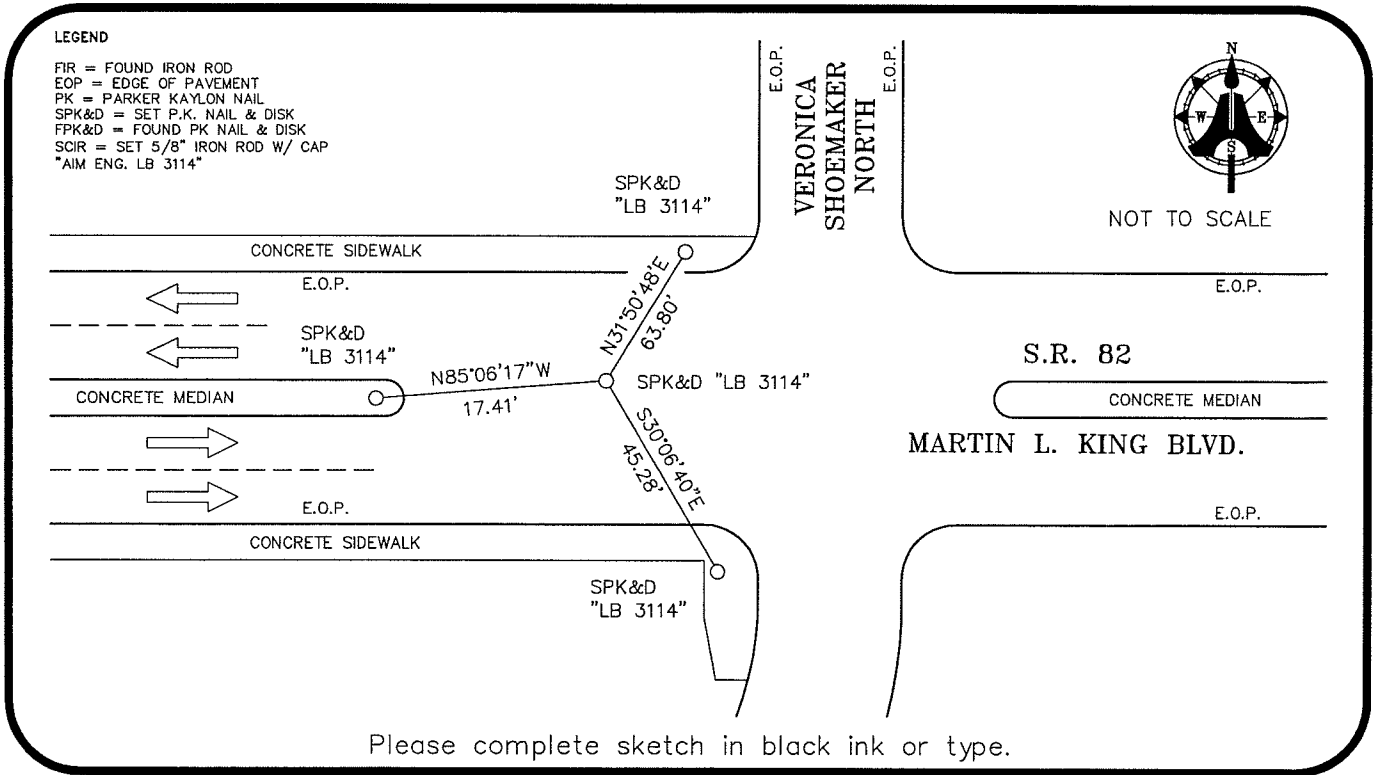 LEGEND
FIR = FOUND IRON ROD
EOP = EDGE OF PAVEMENT
PK = PARKER KAYLON NAIL
SPK&D = SET P.K. NAIL & DISK
FPK&D = FOUND PK NAIL & DISK
SCIR = SET 5/8" IRON ROD W/ CAP
"AIM ENG. LB 3114"
E.O.P.
VERONICA
SHOEMAKER
NORTH
E.O.P.
N
W
E
S
NOT TO SCALE
SPK&D
"LB 3114"
CONCRETE SIDEWALK
E.O.P.
E.O.P.
N31°50'48'E
63.80'
SPK&D
"LB 3114"
S.R. 82
N85°06'17"W
17.41'
SPK&D "LB 3114"
CONCRETE MEDIAN
CONCRETE MEDIAN
S30°06'40"E
45.28'
MARTIN L. KING BLVD.
E.O.P.
E.O.P.
CONCRETE SIDEWALK
SPK&D
"LB 3114"
Please complete sketch in black ink or type.